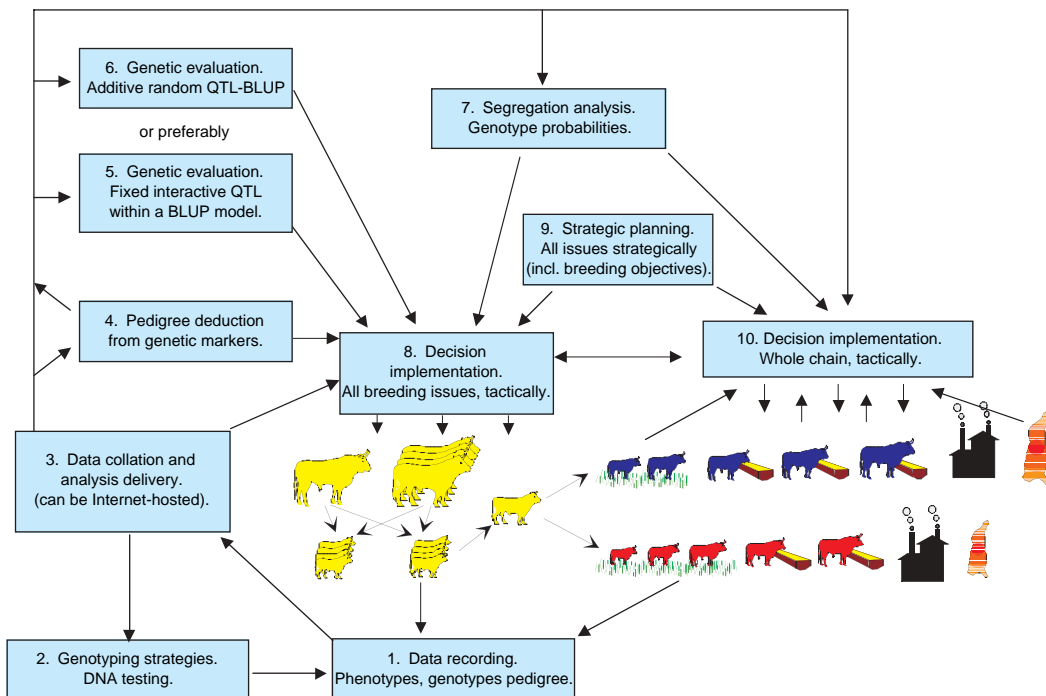 6. Genetic evaluation.
Additive random QTL-BLUP
or preferably
5. Genetic evaluation.
Fixed interactive QTL
within a BLUP model.
4. Pedigree deduction
from genetic markers.
3. Data collation and
analysis delivery.
(can be Internet-hosted).
2. Genotyping strategies.
DNA testing.
7. Segregation analysis.
Genotype probabilities.
9. Strategic planning.
All issues strategically
(incl. breeding objectives).
8. Decision
implementation.
All breeding issues, tactically.
10. Decision implementation.
Whole chain, tactically.
1. Data recording.
Phenotypes, genotypes pedigree.